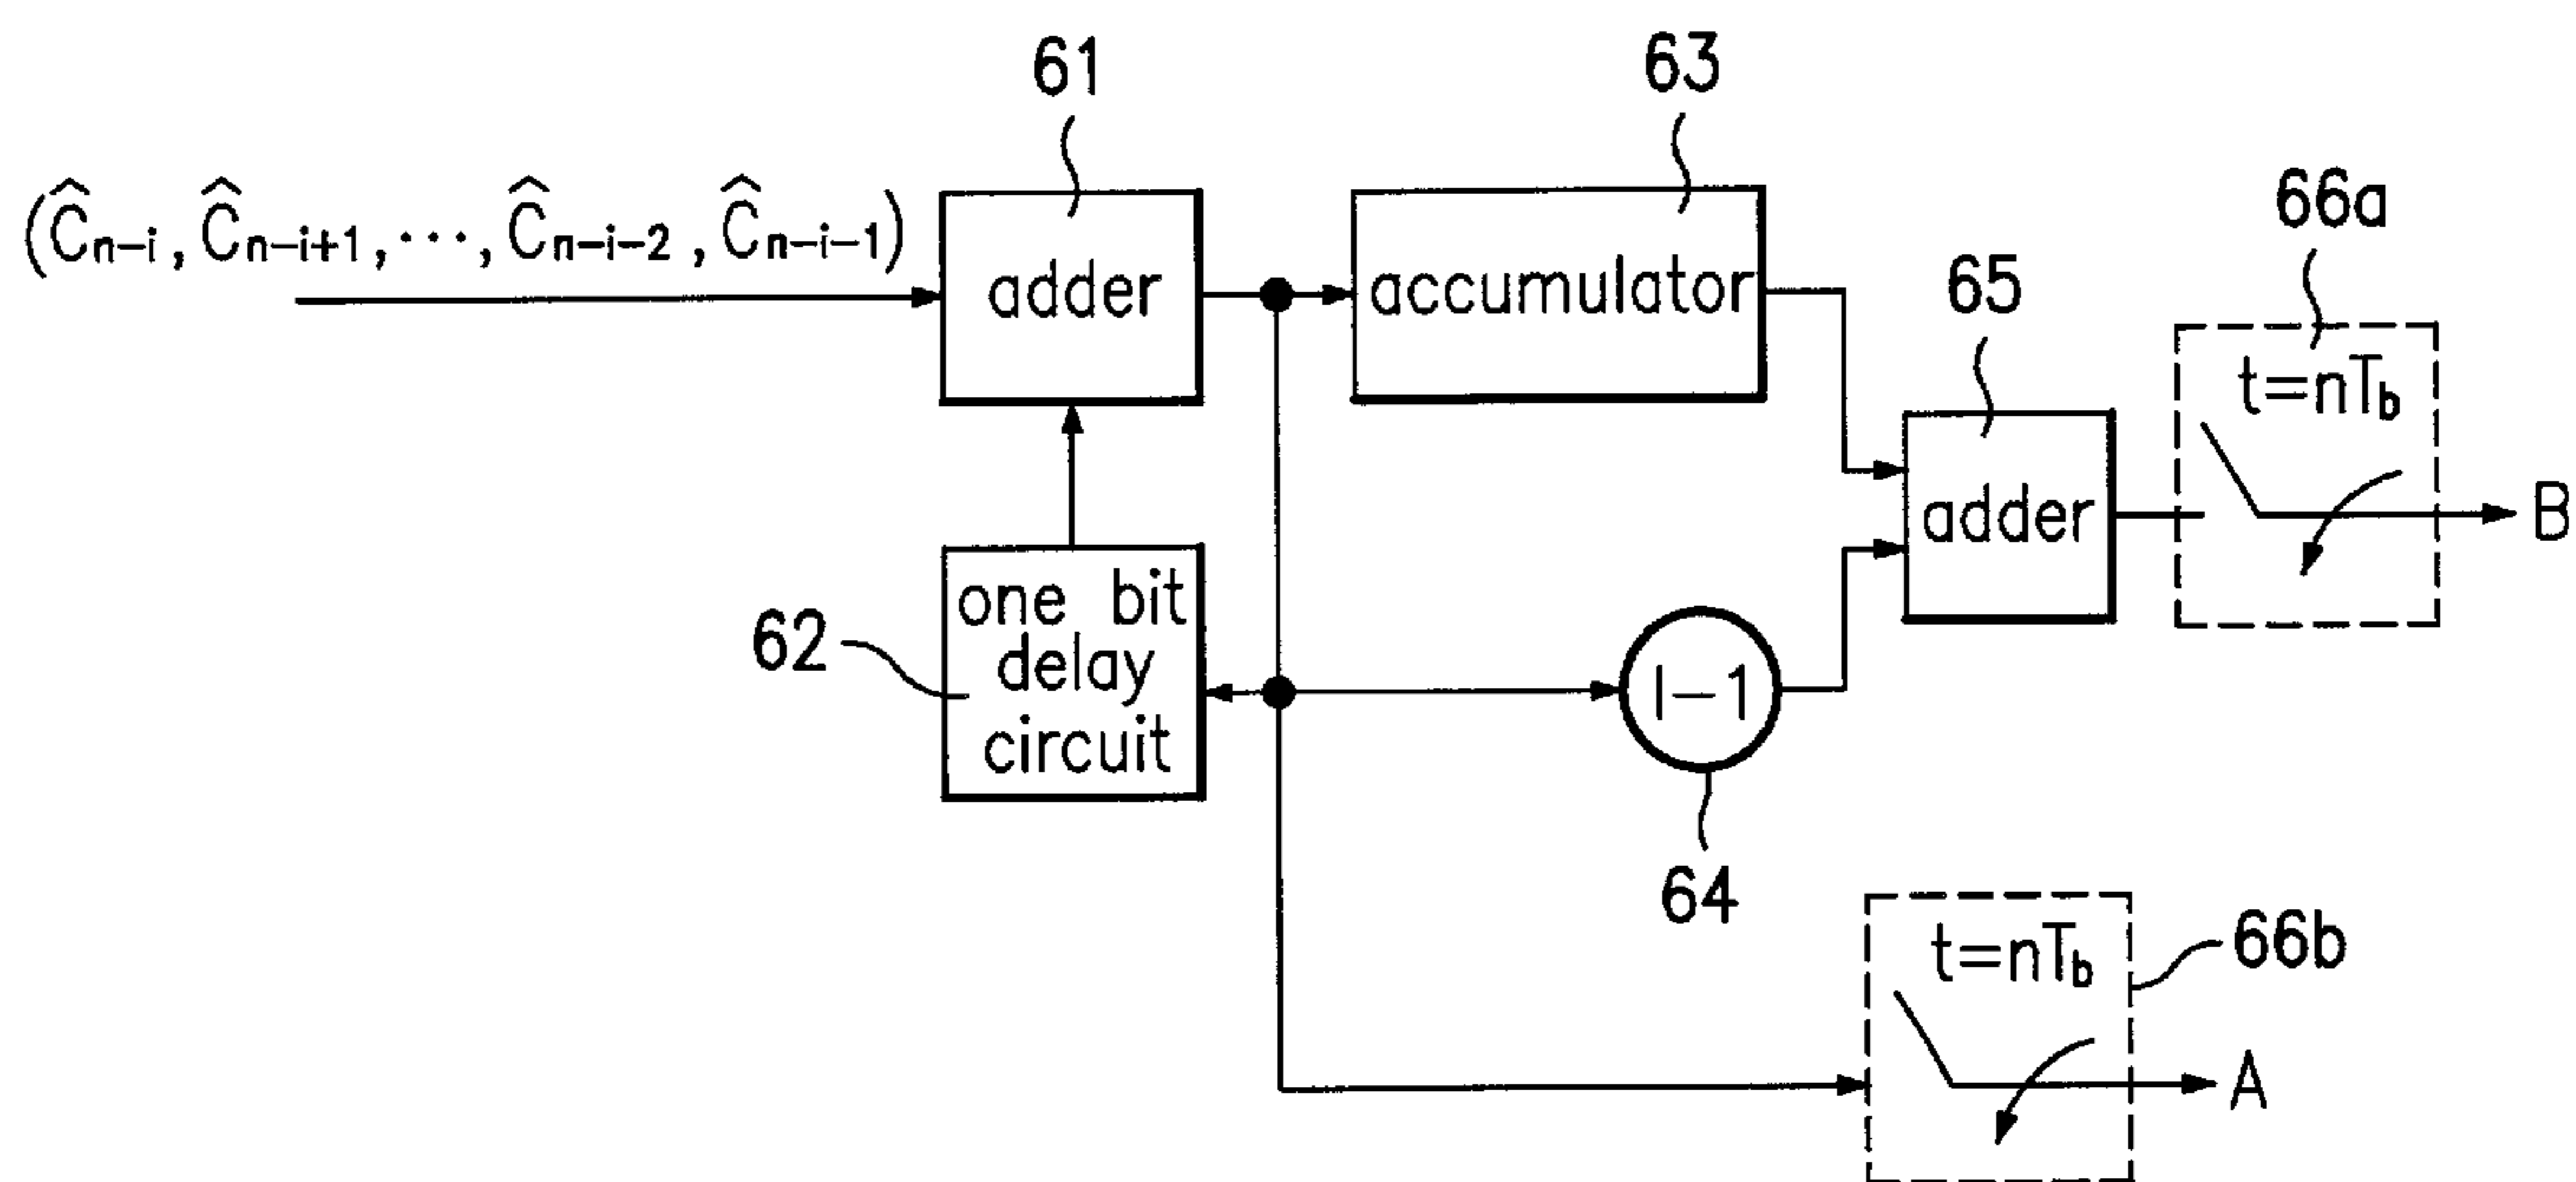 61
63
(Ĉn-i, Ĉn-i+1, ···, Ĉn-i-2, Ĉn-i-1)
66a
adder
accumulator
65
t=nTb
adder
B
62
one bit
delay
circuit
I-1
64
t=nTb
66b
A